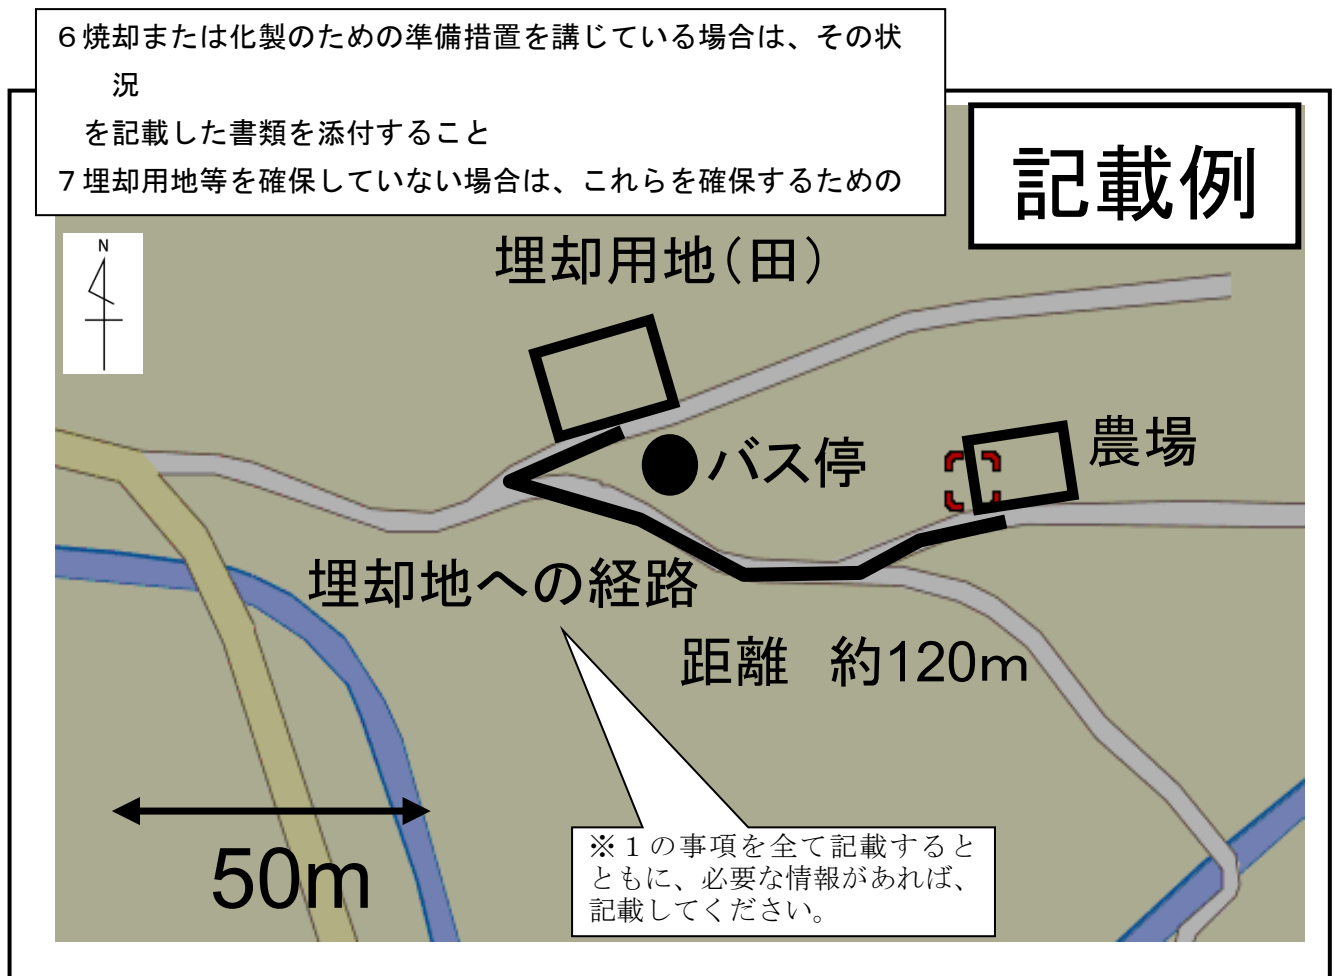 ６焼却または化製のための準備措置を講じている場合は、その状
況
を記載した書類を添付すること
７埋却用地等を確保していない場合は、これらを確保するための
記載例
N
埋却用地（田）
バス停
農場
埋却地への経路
距離　約120m
50m
※１の事項を全て記載すると
ともに、必要な情報があれば、
記載してください。